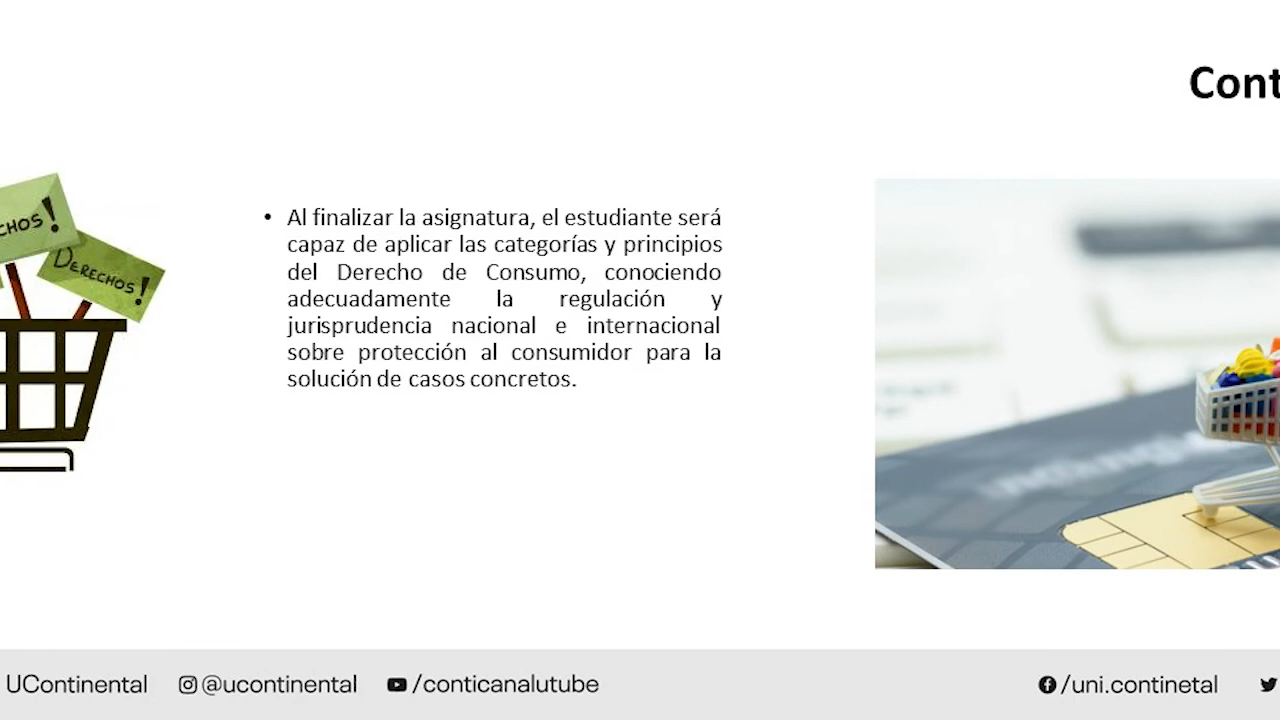 CHOS!
DERECHOS!
• Al finalizar la asignatura, el estudiante será
capaz de aplicar las categorías y principios
del Derecho de Consumo, conociendo
adecuadamente la regulación y
jurisprudencia nacional e internacional
sobre protección al consumidor para la
solución de casos concretos.
Cont
UContinental @ucontinental /conticanalutube
/uni.continetal